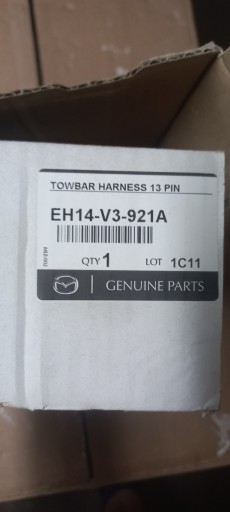 TOWBAR HARNESS 13 PIN
EH14-V3-921A
QTY 1 LOT 1C11
GENUINE PARTS